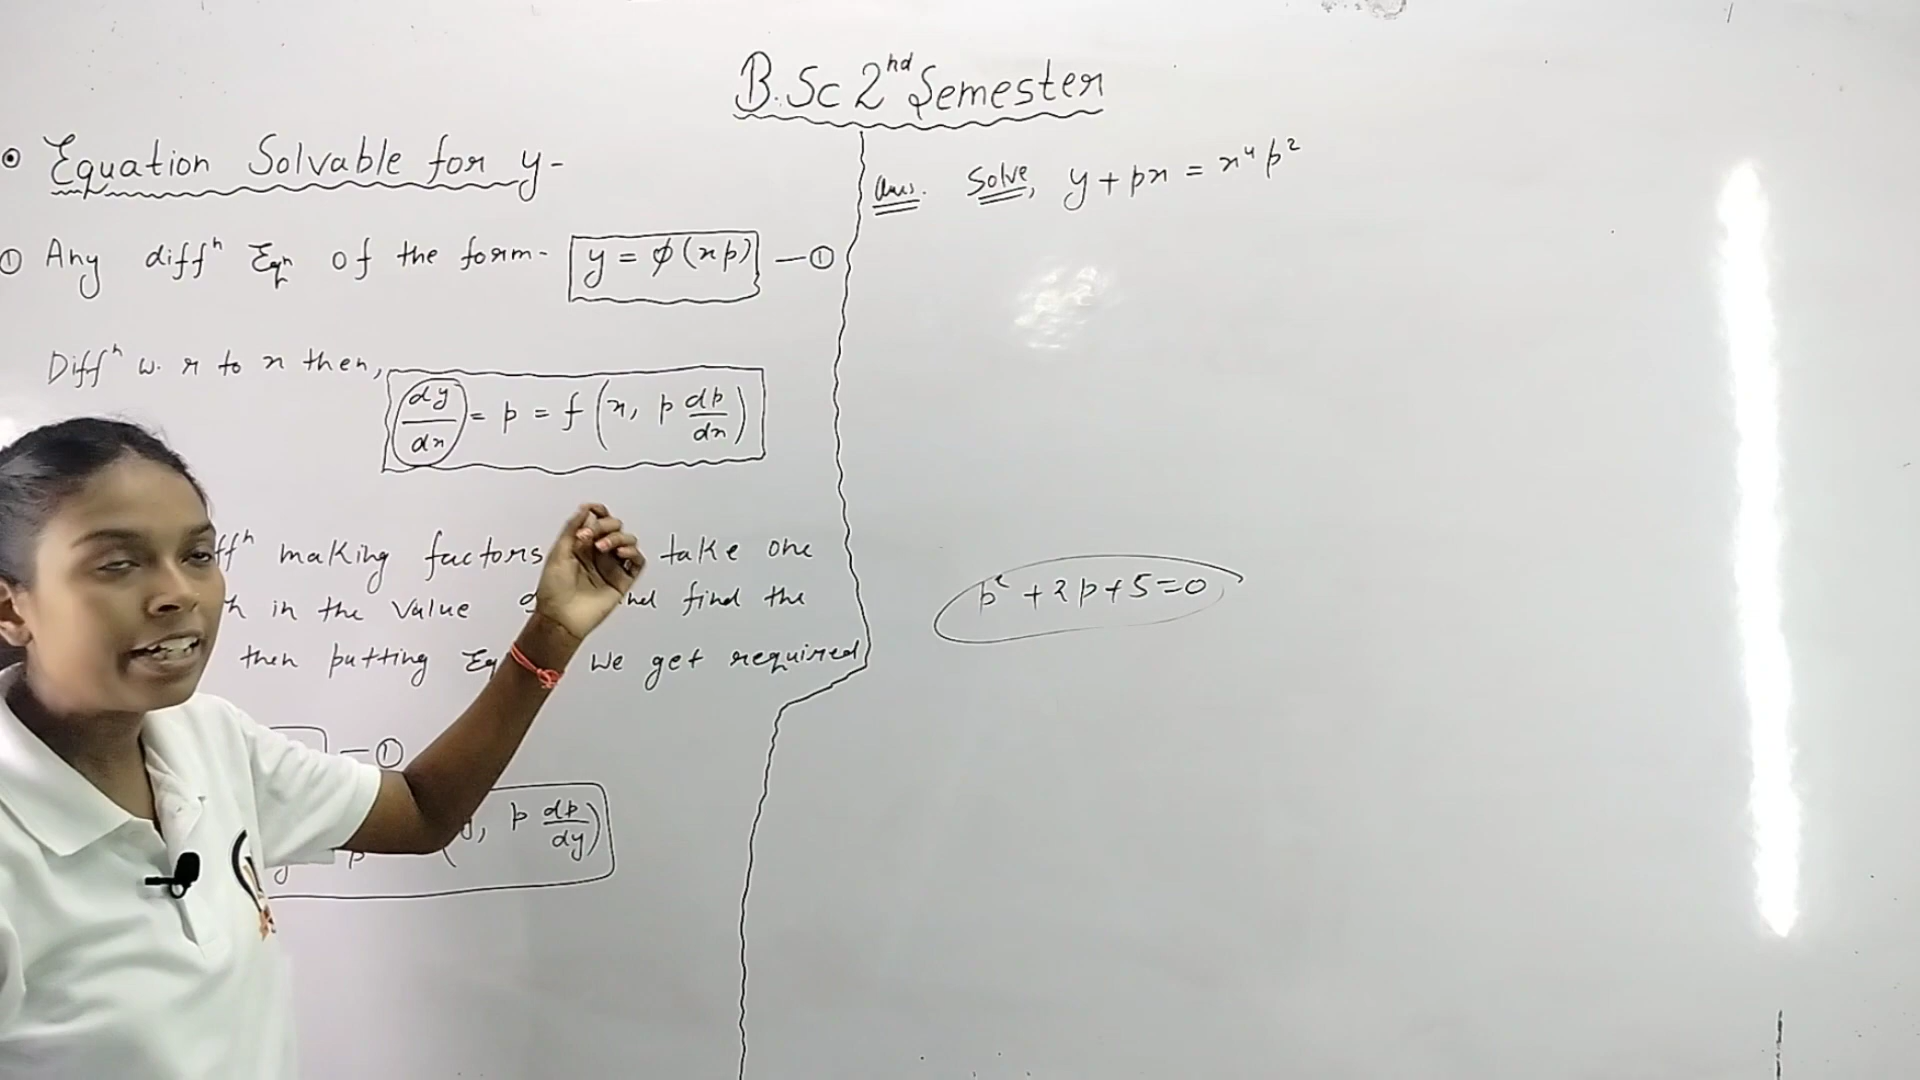 B.Sc 2nd Semester
• Equation Solvable for y-
① Any diffn Eqn of the form- y = φ(xp) —①
Diffn w. r to x then,
dy/dx = p = f(x, p dp/dx)
making factors take one
in the value find the
then putting we get required
—①
p dp/dy)
Ans. Solve, y + px = x⁴p²
p² + 2p + 5 = 0